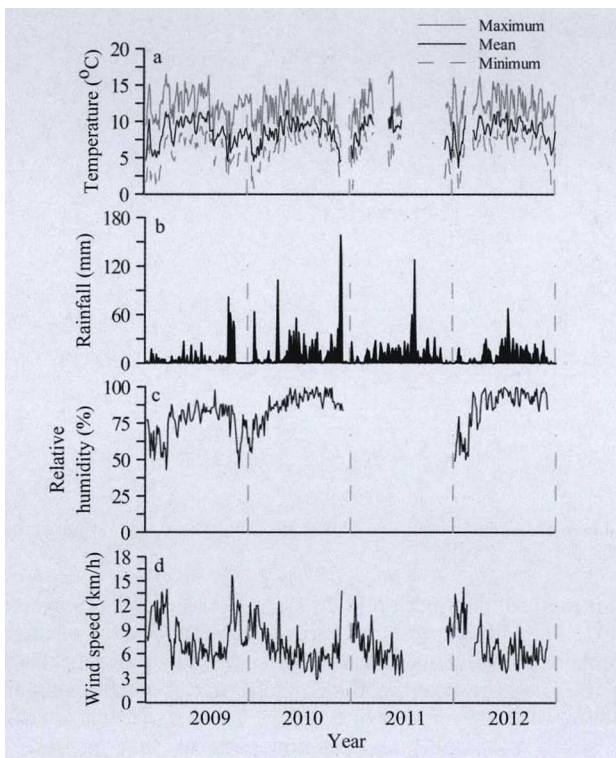 Maximum
Mean
Minimum
a
Temperature (°C)
20
15
10
5
0
b
Rainfall (mm)
180
120
60
0
c
Relative
humidity (%)
100
75
50
25
0
d
Wind speed (km/h)
18
15
12
9
6
3
0
2009 2010 2011 2012
Year